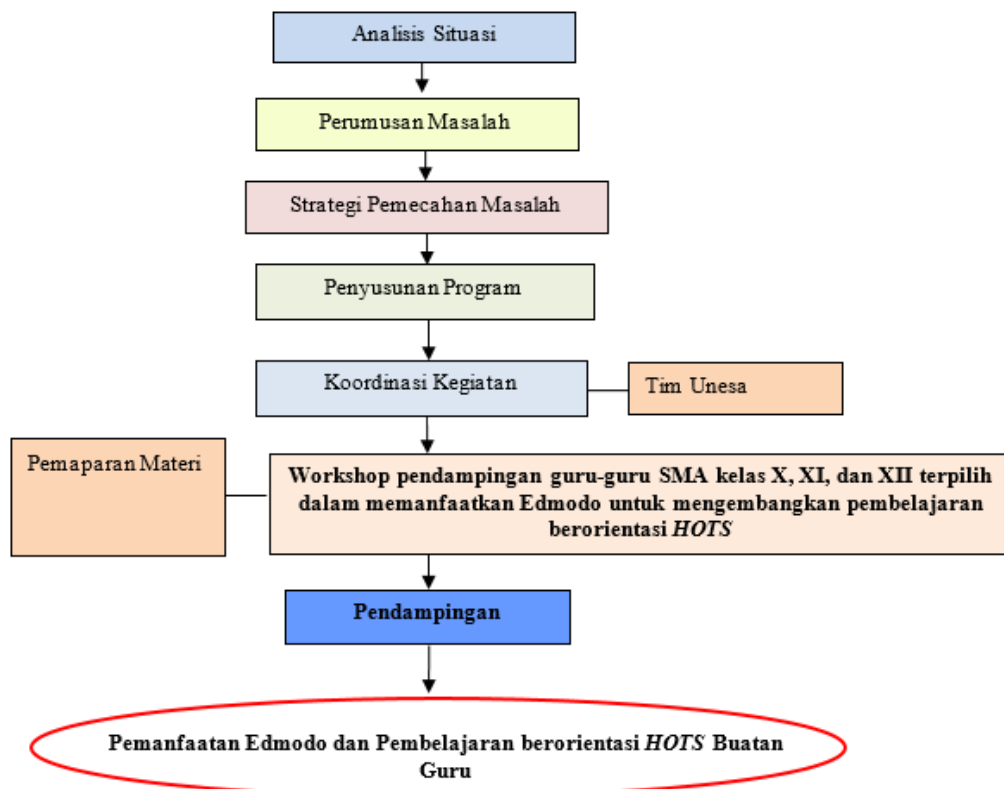 Analisis Situasi
Perumusan Masalah
Strategi Pemecahan Masalah
Penyusunan Program
Koordinasi Kegiatan
Tim Unesa
Pemaparan Materi
Workshop pendampingan guru-guru SMA kelas X, XI, dan XII terpilih
dalam memanfaatkan Edmodo untuk mengembangkan pembelajaran
berorientasi HOTS
Pendampingan
Pemanfaatan Edmodo dan Pembelajaran berorientasi HOTS Buatan
Guru